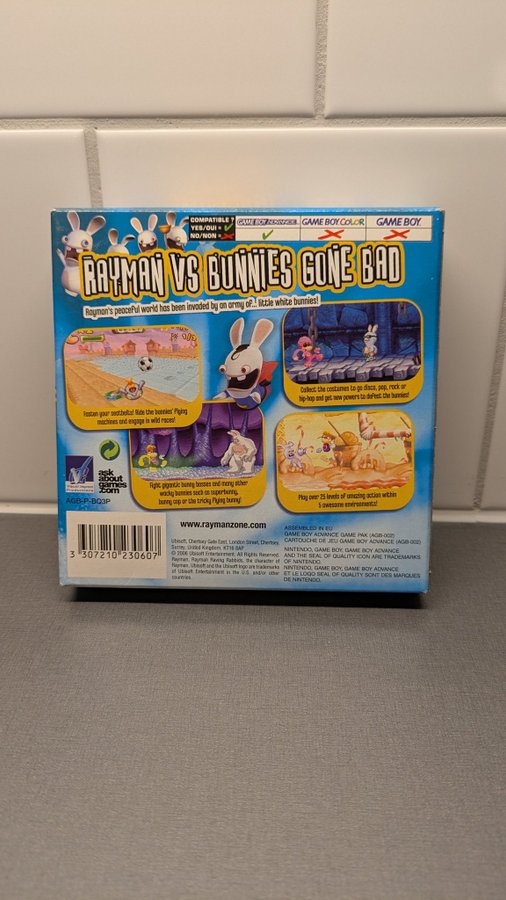 COMPATIBLE ?
YES/OUI = ✓
NO/NON = ✗
GAME BOY ADVANCE
GAME BOY COLOR
GAME BOY
RAYMAN VS BUNNIES GONE BAD
Rayman's peaceful world has been invaded by an army of... little white bunnies!
Fasten your seatbelts! Ride the bunnies' flying
machines and engage in wild races!
Collect the costumes to go disco, pop, rock or
hip-hop and get new powers to defeat the bunnies!
Fight gigantic bunny bosses and many other
wacky bunnies such as superbunny,
bunny cop or the tricky flying bunny!
Play over 25 levels of amazing action within
5 awesome environments!
ask
about
games
.com
AGB-P-BQ3P
3 307210 230607
www.raymanzone.com
Ubisoft, Chertsey Gate East, London Street, Chertsey,
Surrey, United Kingdom. KT16 8AP
© 2006 Ubisoft Entertainment. All Rights Reserved.
Rayman, Rayman Raving Rabbids, the character of
Rayman, Ubisoft and the Ubisoft logo are trademarks
of Ubisoft Entertainment in the U.S. and/or other
countries.
ASSEMBLED IN EU
GAME BOY ADVANCE GAME PAK (AGB-002)
CARTOUCHE DE JEU GAME BOY ADVANCE (AGB-002)
NINTENDO, GAME BOY, GAME BOY ADVANCE
AND THE SEAL OF QUALITY ICON ARE TRADEMARKS
OF NINTENDO.
NINTENDO, GAME BOY, GAME BOY ADVANCE
ET LE LOGO SEAL OF QUALITY SONT DES MARQUES
DE NINTENDO.